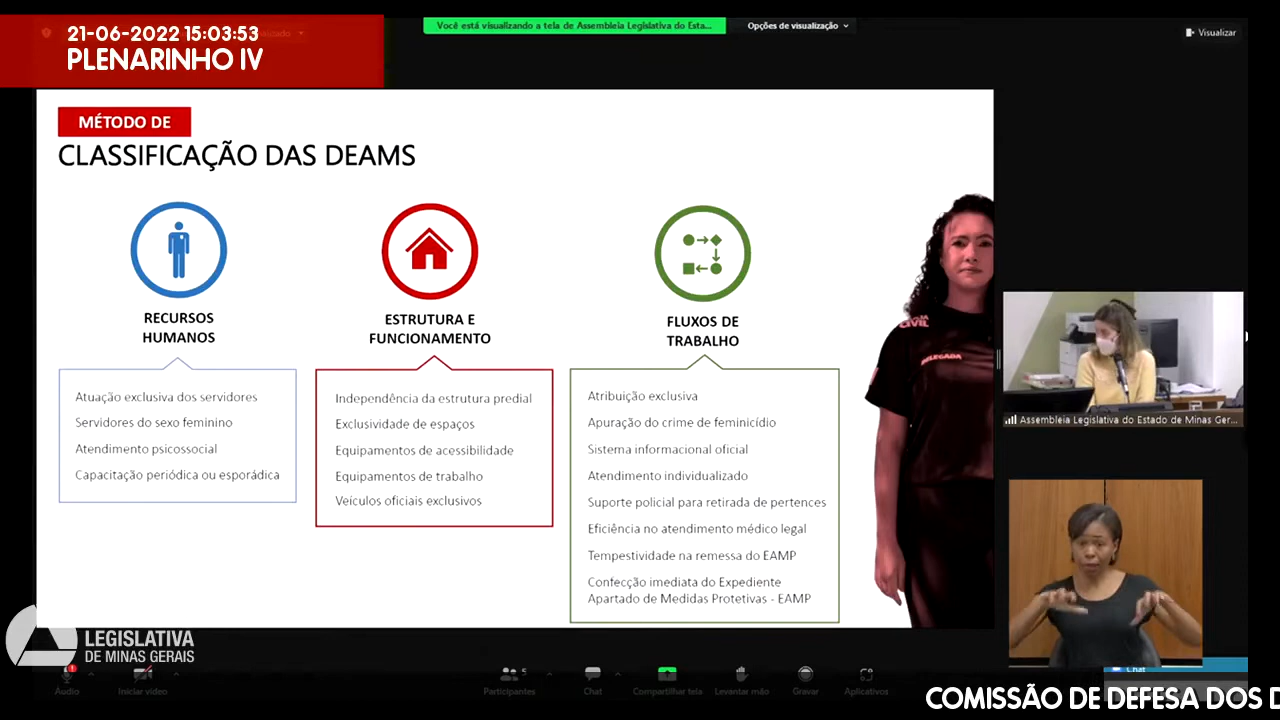 21-06-2022 15:03:53
PLENARINHO IV
Você está visualizando a tela de Assembleia Legislativa do Esta...
Opções de visualização
Visualizar
MÉTODO DE
CLASSIFICAÇÃO DAS DEAMS
RECURSOS
HUMANOS
Atuação exclusiva dos servidores
Servidores do sexo feminino
Atendimento psicossocial
Capacitação periódica ou esporádica
ESTRUTURA E
FUNCIONAMENTO
Independência da estrutura predial
Exclusividade de espaços
Equipamentos de acessibilidade
Equipamentos de trabalho
Veículos oficiais exclusivos
FLUXOS DE
TRABALHO
Atribuição exclusiva
Apuração do crime de feminicídio
Sistema informacional oficial
Atendimento individualizado
Suporte policial para retirada de pertences
Eficiência no atendimento médico legal
Tempestividade na remessa do EAMP
Confecção imediata do Expediente
Apartado de Medidas Protetivas - EAMP
CIVIL
DELEGADA
Assembleia Legislativa do Estado de Minas Ger...
LEGISLATIVA
DE MINAS GERAIS
Áudio
Iniciar vídeo
Participantes
5
Chat
Compartilhar tela
Levantar mão
Gravar
Aplicativos
Chat
COMISSÃO DE DEFESA DOS D